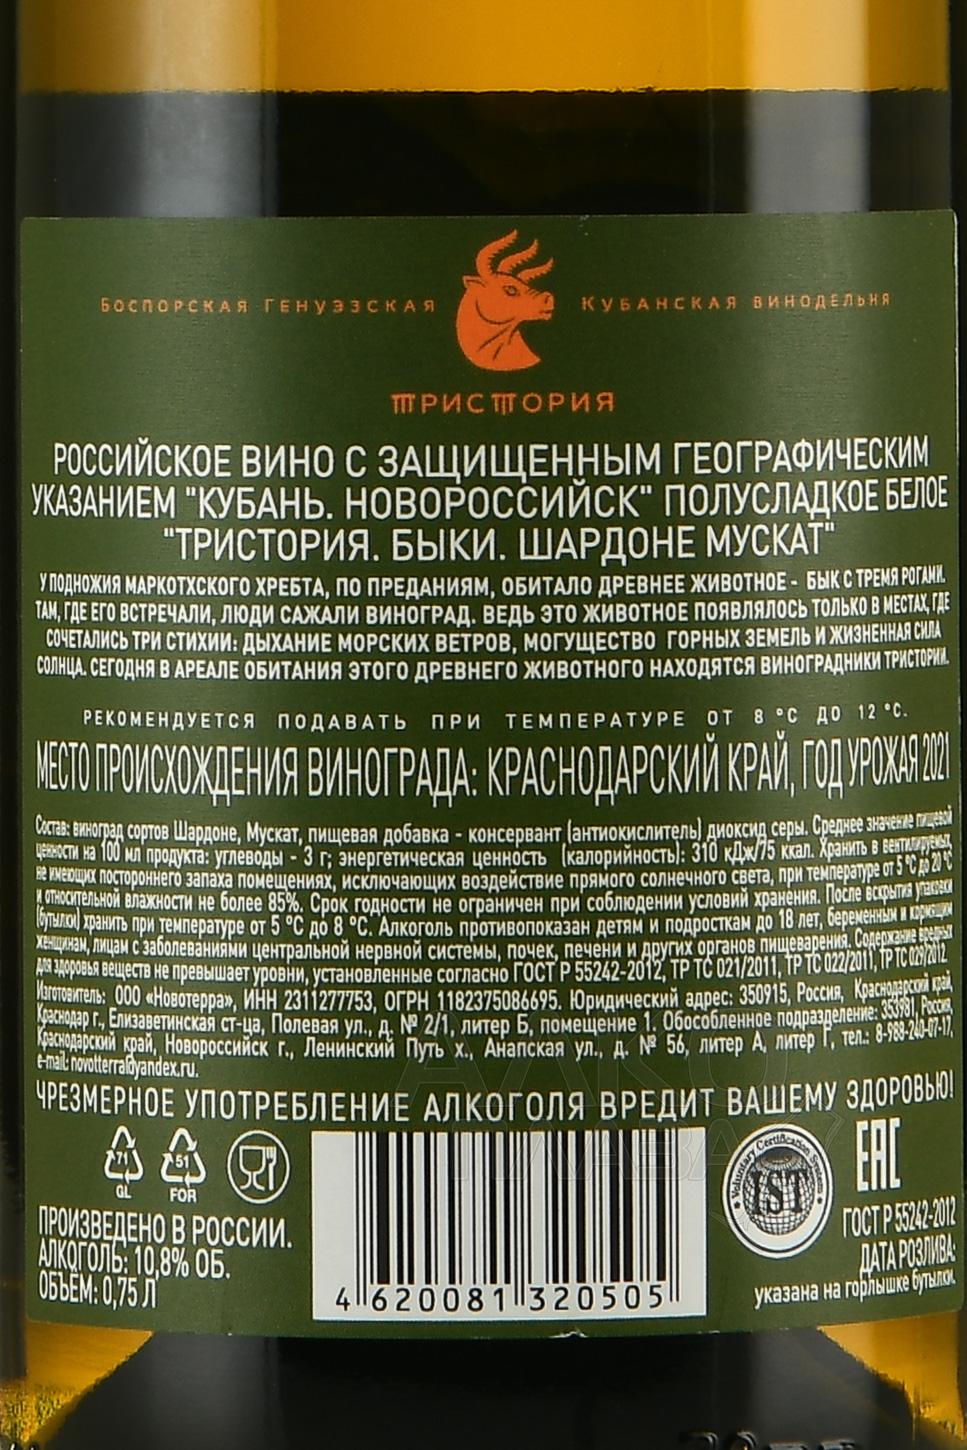 Боспорская Генуэзская Кубанская винодельня
ТРИСТОРИЯ
РОССИЙСКОЕ ВИНО С ЗАЩИЩЕННЫМ ГЕОГРАФИЧЕСКИМ
УКАЗАНИЕМ "КУБАНЬ. НОВОРОССИЙСК" ПОЛУСЛАДКОЕ БЕЛОЕ
"ТРИСТОРИЯ. БЫКИ. ШАРДОНЕ МУСКАТ"
У ПОДНОЖИЯ МАРКОТХСКОГО ХРЕБТА, ПО ПРЕДАНИЯМ, ОБИТАЛО ДРЕВНЕЕ ЖИВОТНОЕ - БЫК С ТРЕМЯ РОГАМИ.
ТАМ, ГДЕ ЕГО ВСТРЕЧАЛИ, ЛЮДИ САЖАЛИ ВИНОГРАД. ВЕДЬ ЭТО ЖИВОТНОЕ ПОЯВЛЯЛОСЬ ТОЛЬКО В МЕСТАХ, ГДЕ
СОЧЕТАЛИСЬ ТРИ СТИХИИ: ДЫХАНИЕ МОРСКИХ ВЕТРОВ, МОГУЩЕСТВО ГОРНЫХ ЗЕМЕЛЬ И ЖИЗНЕННАЯ СИЛА
СОЛНЦА. СЕГОДНЯ В АРЕАЛЕ ОБИТАНИЯ ЭТОГО ДРЕВНЕГО ЖИВОТНОГО НАХОДЯТСЯ ВИНОГРАДНИКИ ТРИСТОРИИ.
РЕКОМЕНДУЕТСЯ ПОДАВАТЬ ПРИ ТЕМПЕРАТУРЕ ОТ 8 °С ДО 12 °С.
МЕСТО ПРОИСХОЖДЕНИЯ ВИНОГРАДА: КРАСНОДАРСКИЙ КРАЙ, ГОД УРОЖАЯ 2021
Состав: виноград сортов Шардоне, Мускат, пищевая добавка - консервант (антиокислитель) диоксид серы. Среднее значение пищевой
ценности на 100 мл продукта: углеводы - 3 г; энергетическая ценность (калорийность): 310 кДж/75 ккал. Хранить в вентилируемых,
не имеющих постороннего запаха помещениях, исключающих воздействие прямого солнечного света, при температуре от 5 °С до 20 °С
и относительной влажности не более 85%. Срок годности не ограничен при соблюдении условий хранения. После вскрытия упаковки
(бутылки) хранить при температуре от 5 °С до 8 °С. Алкоголь противопоказан детям и подросткам до 18 лет, беременным и кормящим
женщинам, лицам с заболеваниями центральной нервной системы, почек, печени и других органов пищеварения. Содержание вредных
для здоровья веществ не превышает уровни, установленные согласно ГОСТ Р 55242-2012, ТР ТС 021/2011, ТР ТС 022/2011, ТР ТС 029/2012.
Изготовитель: ООО «Новотерра», ИНН 2311277753, ОГРН 1182375086695. Юридический адрес: 350915, Россия, Краснодарский край,
Краснодар г., Елизаветинская ст-ца, Полевая ул., д. № 2/1, литер Б, помещение 1. Обособленное подразделение: 353981, Россия,
Краснодарский край, Новороссийск г., Ленинский Путь х., Анапская ул., д. № 56, литер А, литер Г, тел.: 8-988-240-07-17,
e-mail: novotterra@yandex.ru.
ЧРЕЗМЕРНОЕ УПОТРЕБЛЕНИЕ АЛКОГОЛЯ ВРЕДИТ ВАШЕМУ ЗДОРОВЬЮ!
71
GL
51
FOR
ПРОИЗВЕДЕНО В РОССИИ.
АЛКОГОЛЬ: 10,8% ОБ.
ОБЪЁМ: 0,75 Л
4 620081 320505
Voluntary Certification System
IST
EAC
ГОСТ Р 55242-2012
ДАТА РОЗЛИВА:
указана на горлышке бутылки.